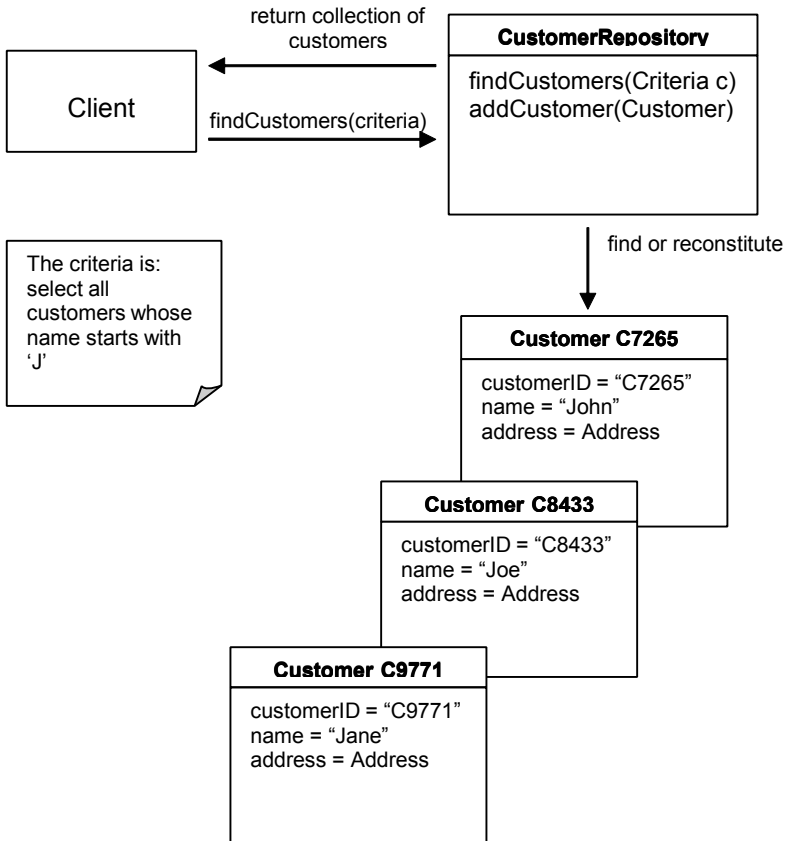 return collection of
customers
CustomerRepository
findCustomers(Criteria c)
addCustomer(Customer)
Client
findCustomers(criteria)
find or reconstitute
The criteria is:
select all
customers whose
name starts with
‘J’
Customer C7265
customerID = “C7265”
name = “John”
address = Address
Customer C8433
customerID = “C8433”
name = “Joe”
address = Address
Customer C9771
customerID = “C9771”
name = “Jane”
address = Address